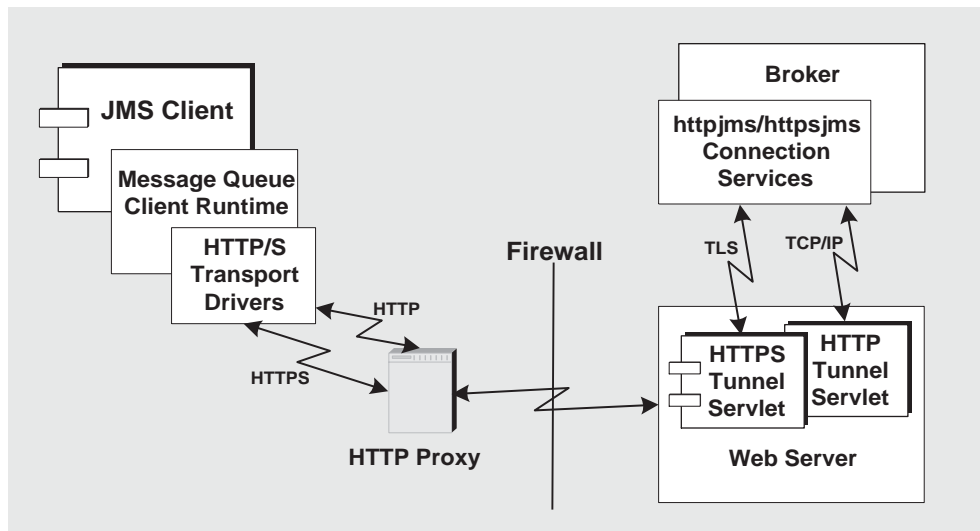 JMS Client
Message Queue
Client Runtime
HTTP/S
Transport
Drivers
HTTP
HTTPS
HTTP Proxy
Firewall
Broker
httpjms/httpsjms
Connection
Services
TLS
TCP/IP
HTTPS
Tunnel
Servlet
HTTP
Tunnel
Servlet
Web Server